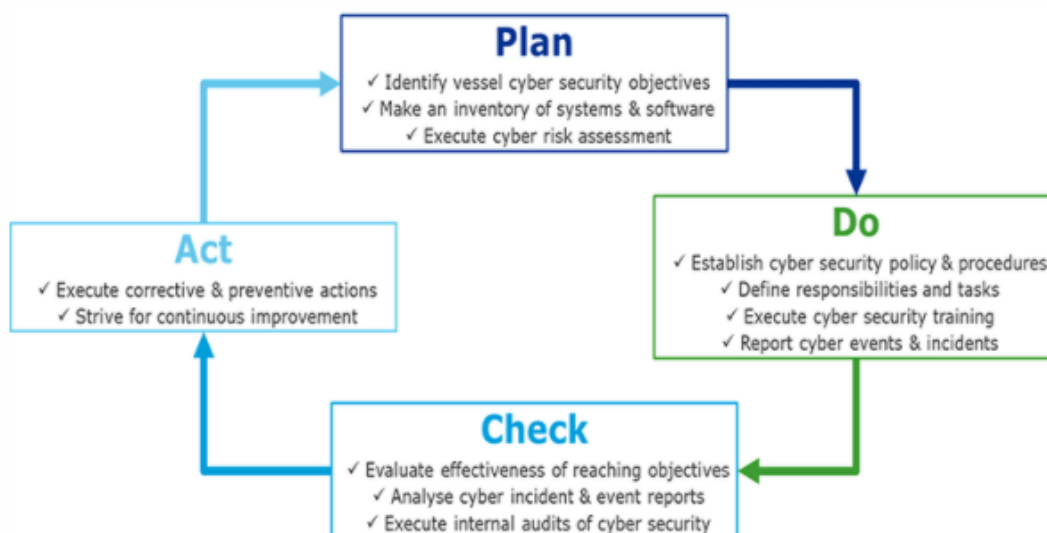 Plan
✓ Identify vessel cyber security objectives
✓ Make an inventory of systems & software
✓ Execute cyber risk assessment
Do
✓ Establish cyber security policy & procedures
✓ Define responsibilities and tasks
✓ Execute cyber security training
✓ Report cyber events & incidents
Check
✓ Evaluate effectiveness of reaching objectives
✓ Analyse cyber incident & event reports
✓ Execute internal audits of cyber security
Act
✓ Execute corrective & preventive actions
✓ Strive for continuous improvement